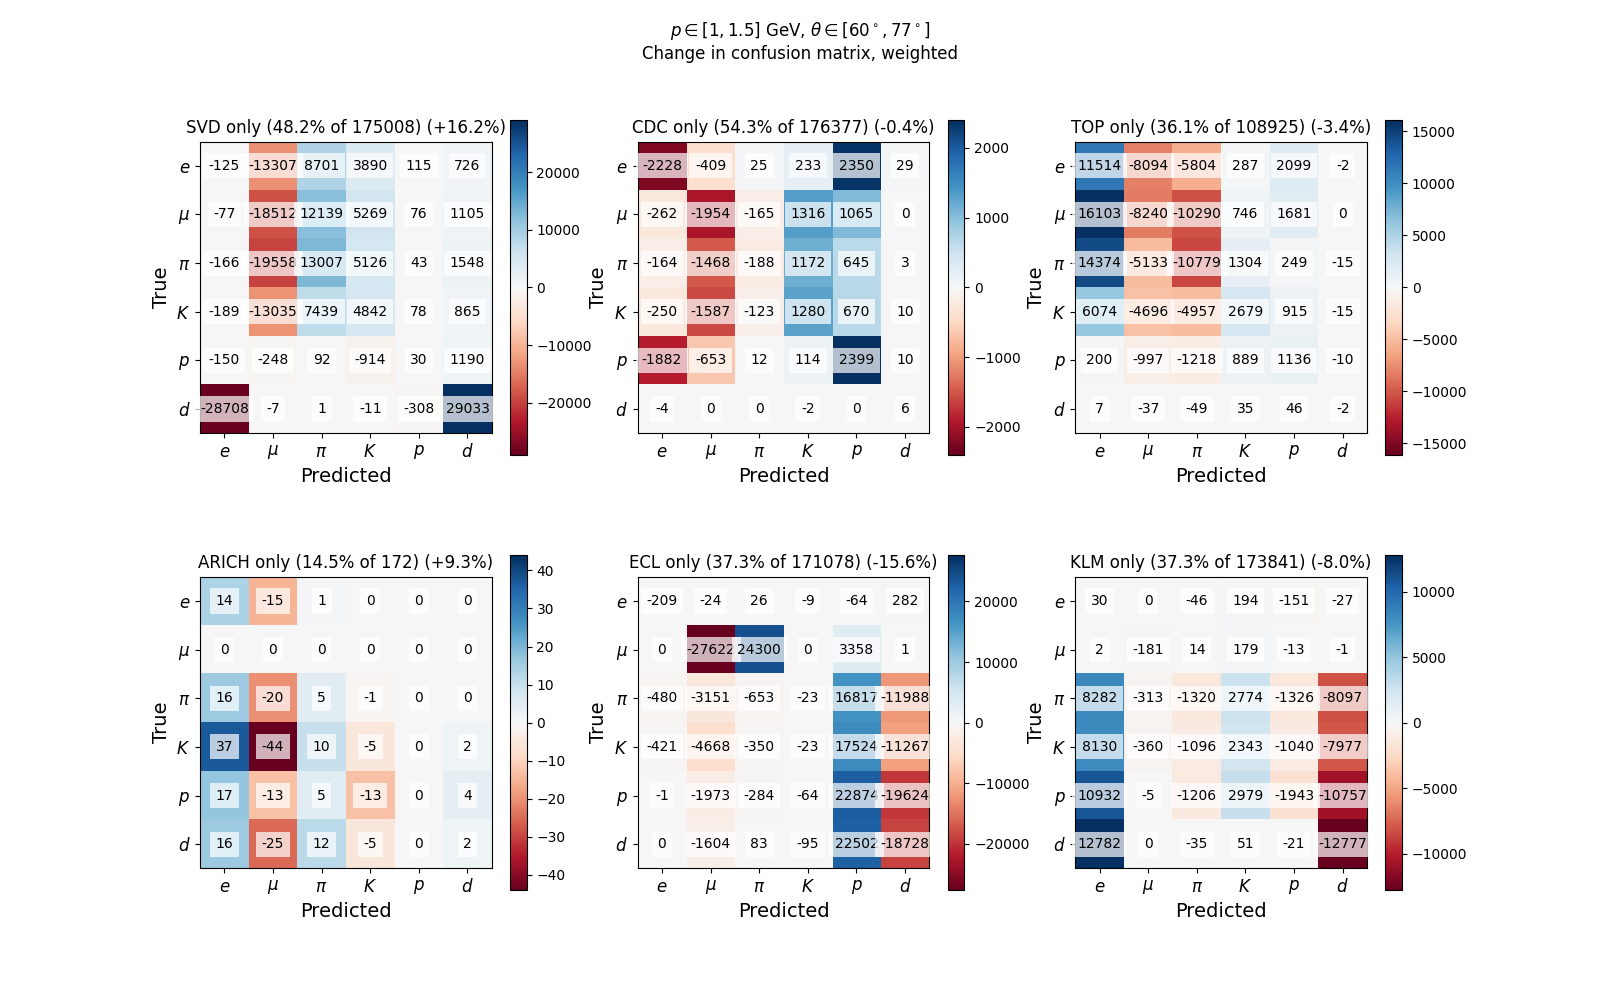 p ∈ [1, 1.5] GeV, θ ∈ [60°, 77°]
Change in confusion matrix, weighted
SVD only (48.2% of 175008) (+16.2%)
e -125 -13307 8701 3890 115 726
μ -77 -18512 12139 5269 76 1105
π -166 -19558 13007 5126 43 1548
K -189 -13035 7439 4842 78 865
p -150 -248 92 -914 30 1190
d -28708 -7 1 -11 -308 29033
e μ π K p d
Predicted
True
20000
10000
0
−10000
−20000
CDC only (54.3% of 176377) (-0.4%)
e -2228 -409 25 233 2350 29
μ -262 -1954 -165 1316 1065 0
π -164 -1468 -188 1172 645 3
K -250 -1587 -123 1280 670 10
p -1882 -653 12 114 2399 10
d -4 0 0 -2 0 6
e μ π K p d
Predicted
True
2000
1000
0
−1000
−2000
TOP only (36.1% of 108925) (-3.4%)
e 11514 -8094 -5804 287 2099 -2
μ 16103 -8240 -10290 746 1681 0
π 14374 -5133 -10779 1304 249 -15
K 6074 -4696 -4957 2679 915 -15
p 200 -997 -1218 889 1136 -10
d 7 -37 -49 35 46 -2
e μ π K p d
Predicted
True
15000
10000
5000
0
−5000
−10000
−15000
ARICH only (14.5% of 172) (+9.3%)
e 14 -15 1 0 0 0
μ 0 0 0 0 0 0
π 16 -20 5 -1 0 0
K 37 -44 10 -5 0 2
p 17 -13 5 -13 0 4
d 16 -25 12 -5 0 2
e μ π K p d
Predicted
True
40
30
20
10
0
−10
−20
−30
−40
ECL only (37.3% of 171078) (-15.6%)
e -209 -24 26 -9 -64 282
μ 0 -27622 24300 0 3358 1
π -480 -3151 -653 -23 16817 -11988
K -421 -4668 -350 -23 17524 -11267
p -1 -1973 -284 -64 22874 -19624
d 0 -1604 83 -95 22502 -18728
e μ π K p d
Predicted
True
20000
10000
0
−10000
−20000
KLM only (37.3% of 173841) (-8.0%)
e 30 0 -46 194 -151 -27
μ 2 -181 14 179 -13 -1
π 8282 -313 -1320 2774 -1326 -8097
K 8130 -360 -1096 2343 -1040 -7977
p 10932 -5 -1206 2979 -1943 -10757
d 12782 0 -35 51 -21 -12777
e μ π K p d
Predicted
True
10000
5000
0
−5000
−10000